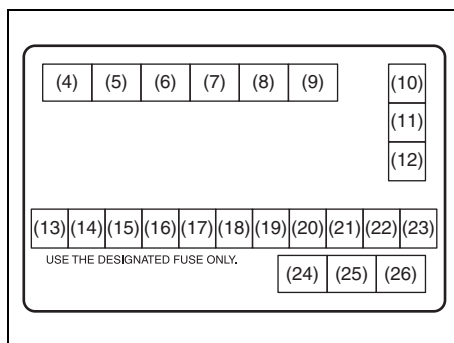 (4) (5) (6) (7) (8) (9) (10)
(11)
(12)
(13) (14) (15) (16) (17) (18) (19) (20) (21) (22) (23)
USE THE DESIGNATED FUSE ONLY.
(24) (25) (26)